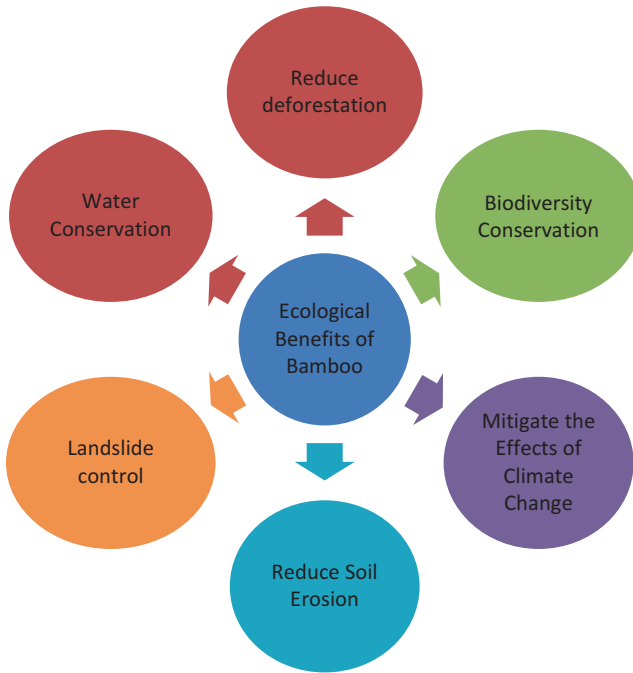 Reduce
deforestation
Water
Conservation
Biodiversity
Conservation
Ecological
Benefits of
Bamboo
Landslide
control
Mitigate the
Effects of
Climate
Change
Reduce Soil
Erosion